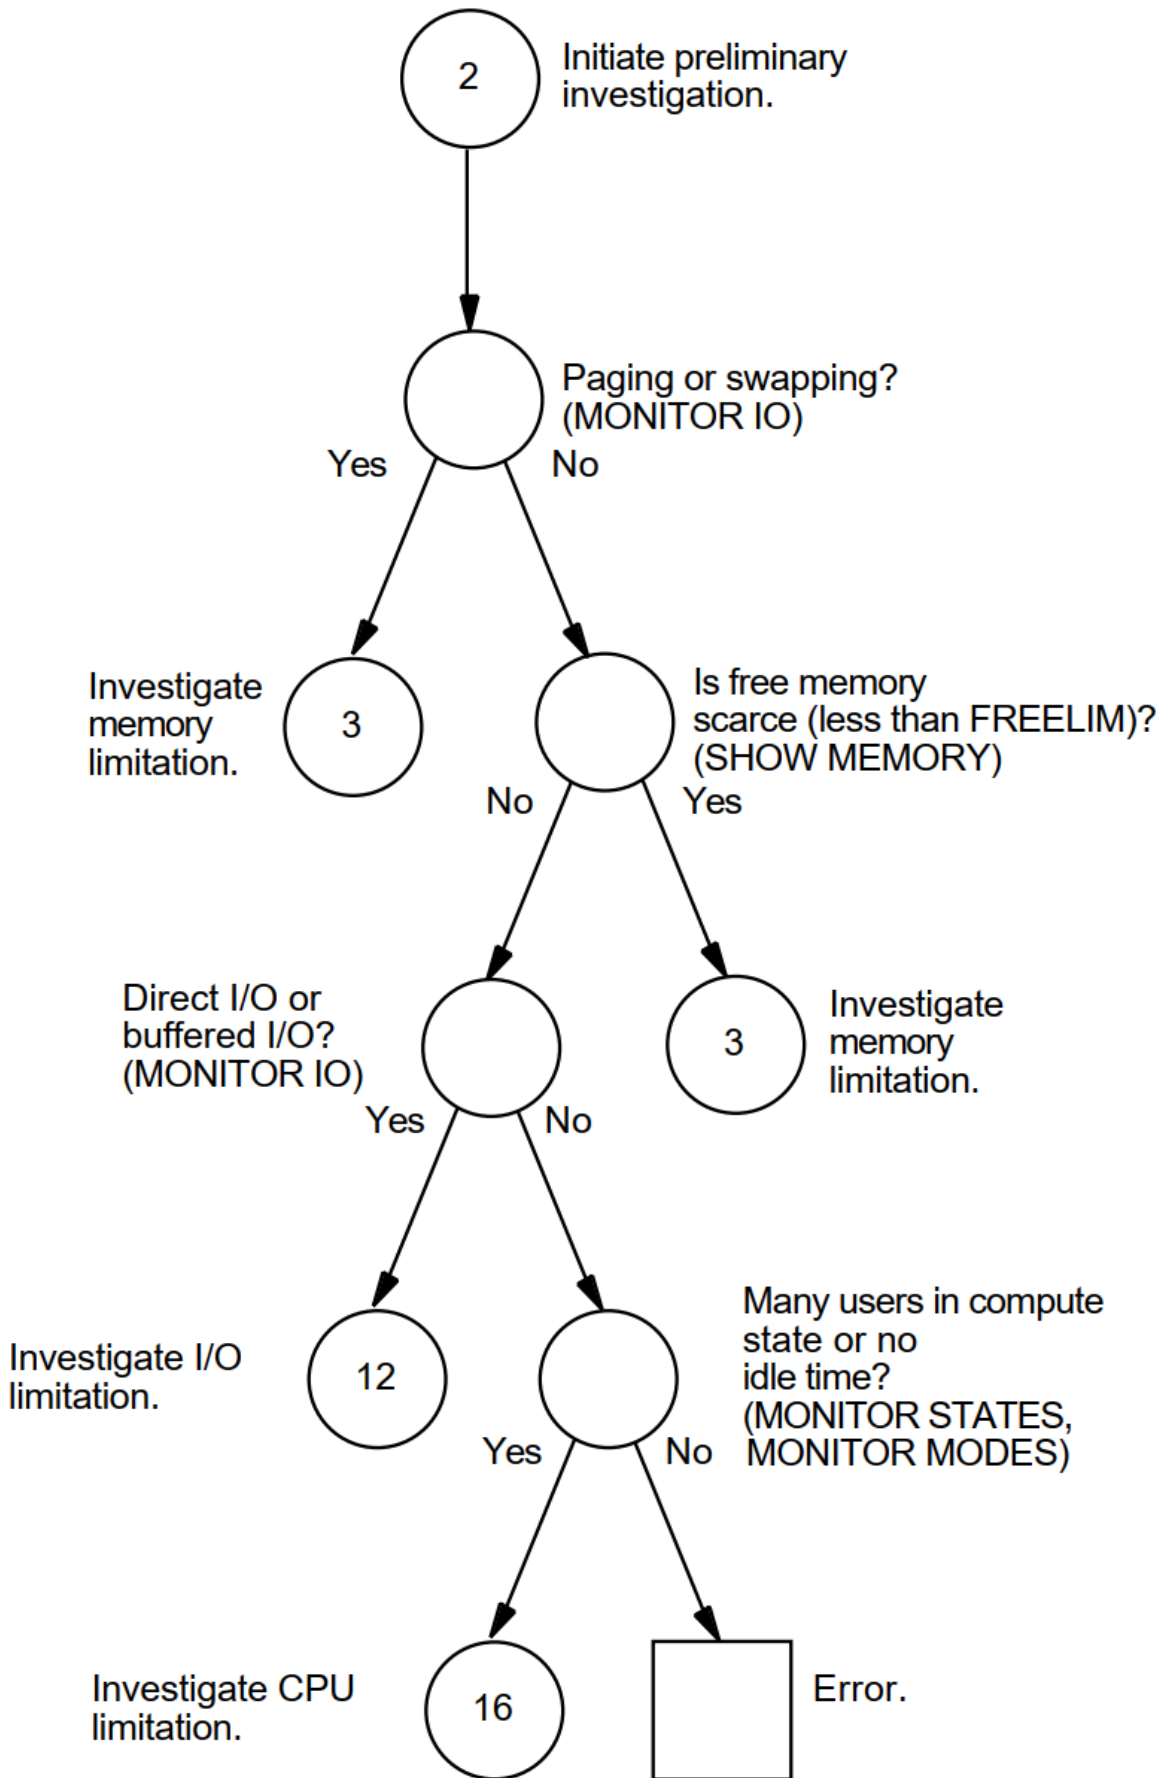 2
Initiate preliminary
investigation.
Paging or swapping?
(MONITOR IO)
Yes
No
Investigate
memory
limitation.
3
Is free memory
scarce (less than FREELIM)?
(SHOW MEMORY)
No
Yes
Direct I/O or
buffered I/O?
(MONITOR IO)
3
Investigate
memory
limitation.
Yes
No
Investigate I/O
limitation.
12
Many users in compute
state or no
idle time?
(MONITOR STATES,
MONITOR MODES)
Yes
No
Investigate CPU
limitation.
16
Error.